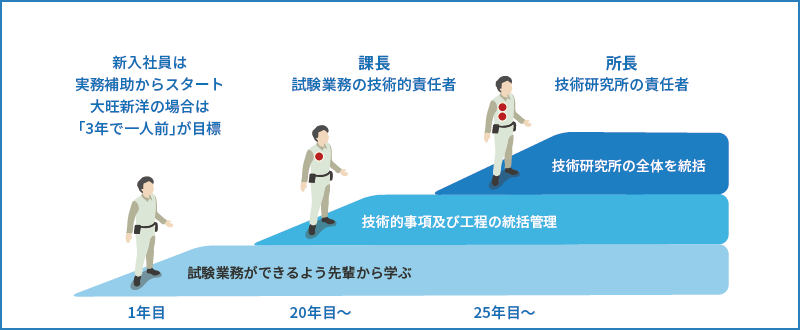 新入社員は
実務補助からスタート
大旺新洋の場合は
「3年で一人前」が目標
課長
試験業務の技術的責任者
所長
技術研究所の責任者
技術研究所の全体を統括
技術的事項及び工程の統括管理
試験業務ができるよう先輩から学ぶ
1年目
20年目〜
25年目〜